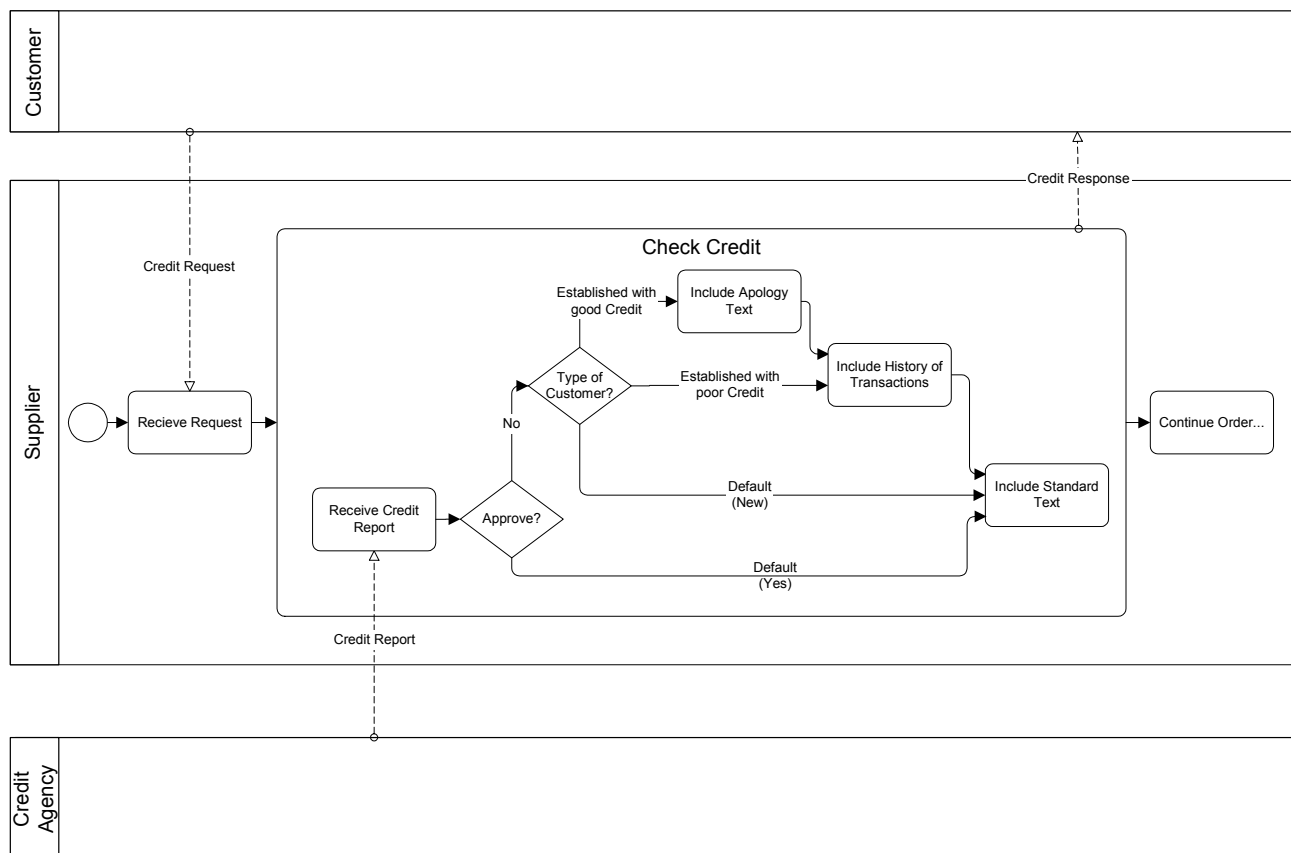 Customer
Credit Response
Supplier
Check Credit
Credit Request
Established with
good Credit
Include Apology
Text
Include History of
Transactions
Type of
Customer?
Established with
poor Credit
Recieve Request
No
Continue Order...
Default
(New)
Include Standard
Text
Receive Credit
Report
Approve?
Default
(Yes)
Credit Report
Credit
Agency